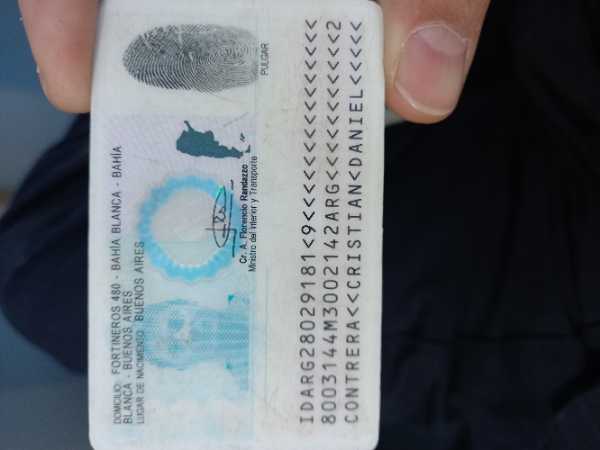 DOMICILIO: FORTINEROS 480 - BAHÍA BLANCA - BAHÍA
BLANCA - BUENOS AIRES
LUGAR DE NACIMIENTO: BUENOS AIRES
Cr. A. Florencio Randazzo
Ministro del Interior y Transporte
PULGAR
IDARG28029181<9<<<<<<<<<<<<<<<
8003144M3002142ARG<<<<<<<<<<<2
CONTRERA<<CRISTIAN<DANIEL<<<<<